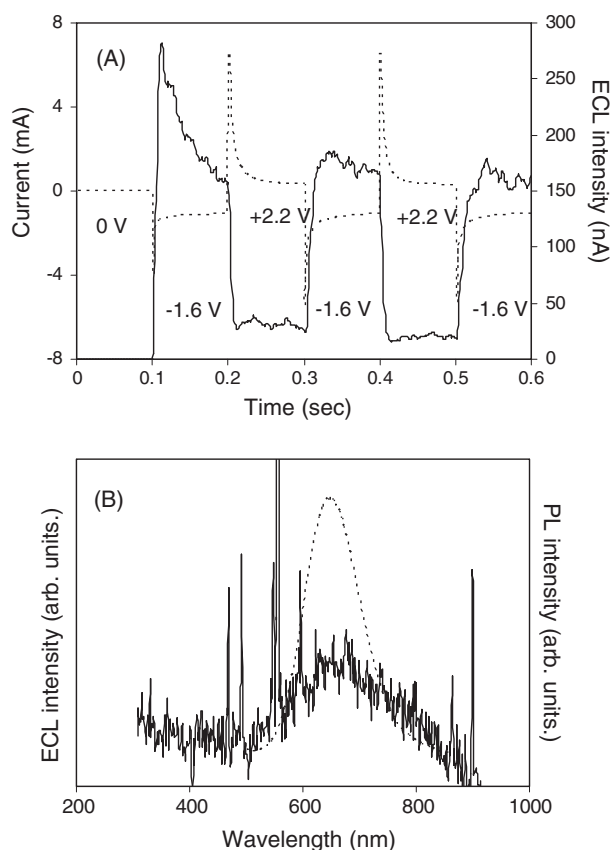 (A)
Current (mA)
8
4
0
-4
-8
0 V
-1.6 V
+2.2 V
-1.6 V
+2.2 V
-1.6 V
300
250
200
150
100
50
0
ECL intensity (nA)
0 0.1 0.2 0.3 0.4 0.5 0.6
Time (sec)
(B)
ECL intensity (arb. units.)
PL intensity (arb. units.)
200 400 600 800 1000
Wavelength (nm)